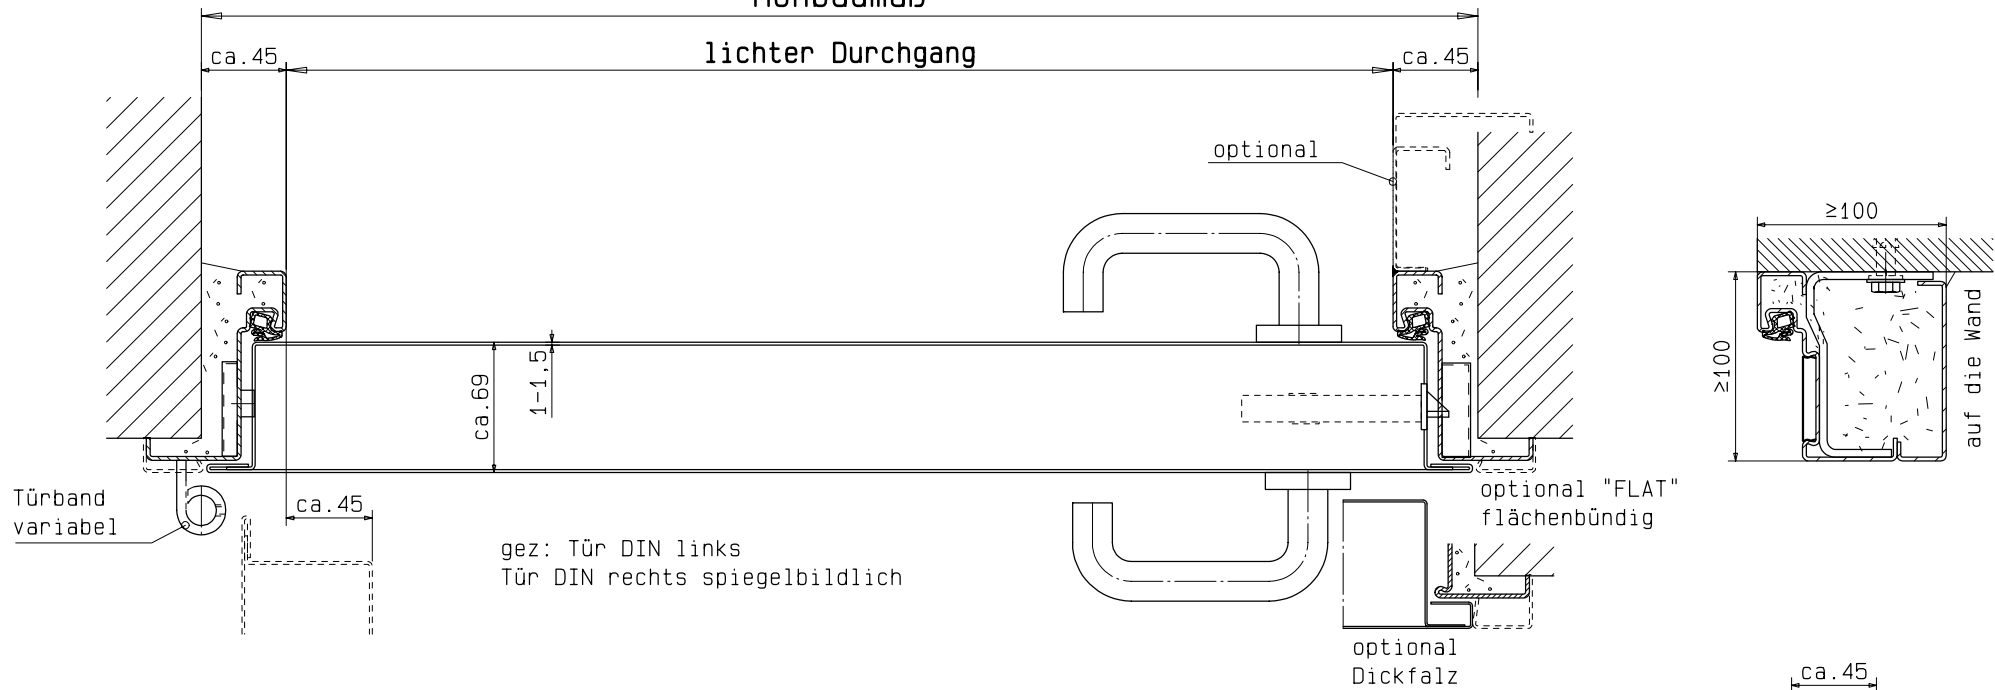 ca.45
lichter Durchgang
ca.45
optional
≥100
≥100
auf die Wand
1-1,5
ca.69
Türband
variabel
ca.45
gez: Tür DIN links
Tür DIN rechts spiegelbildlich
optional "FLAT"
flächenbündig
optional
Dickfalz
ca.45